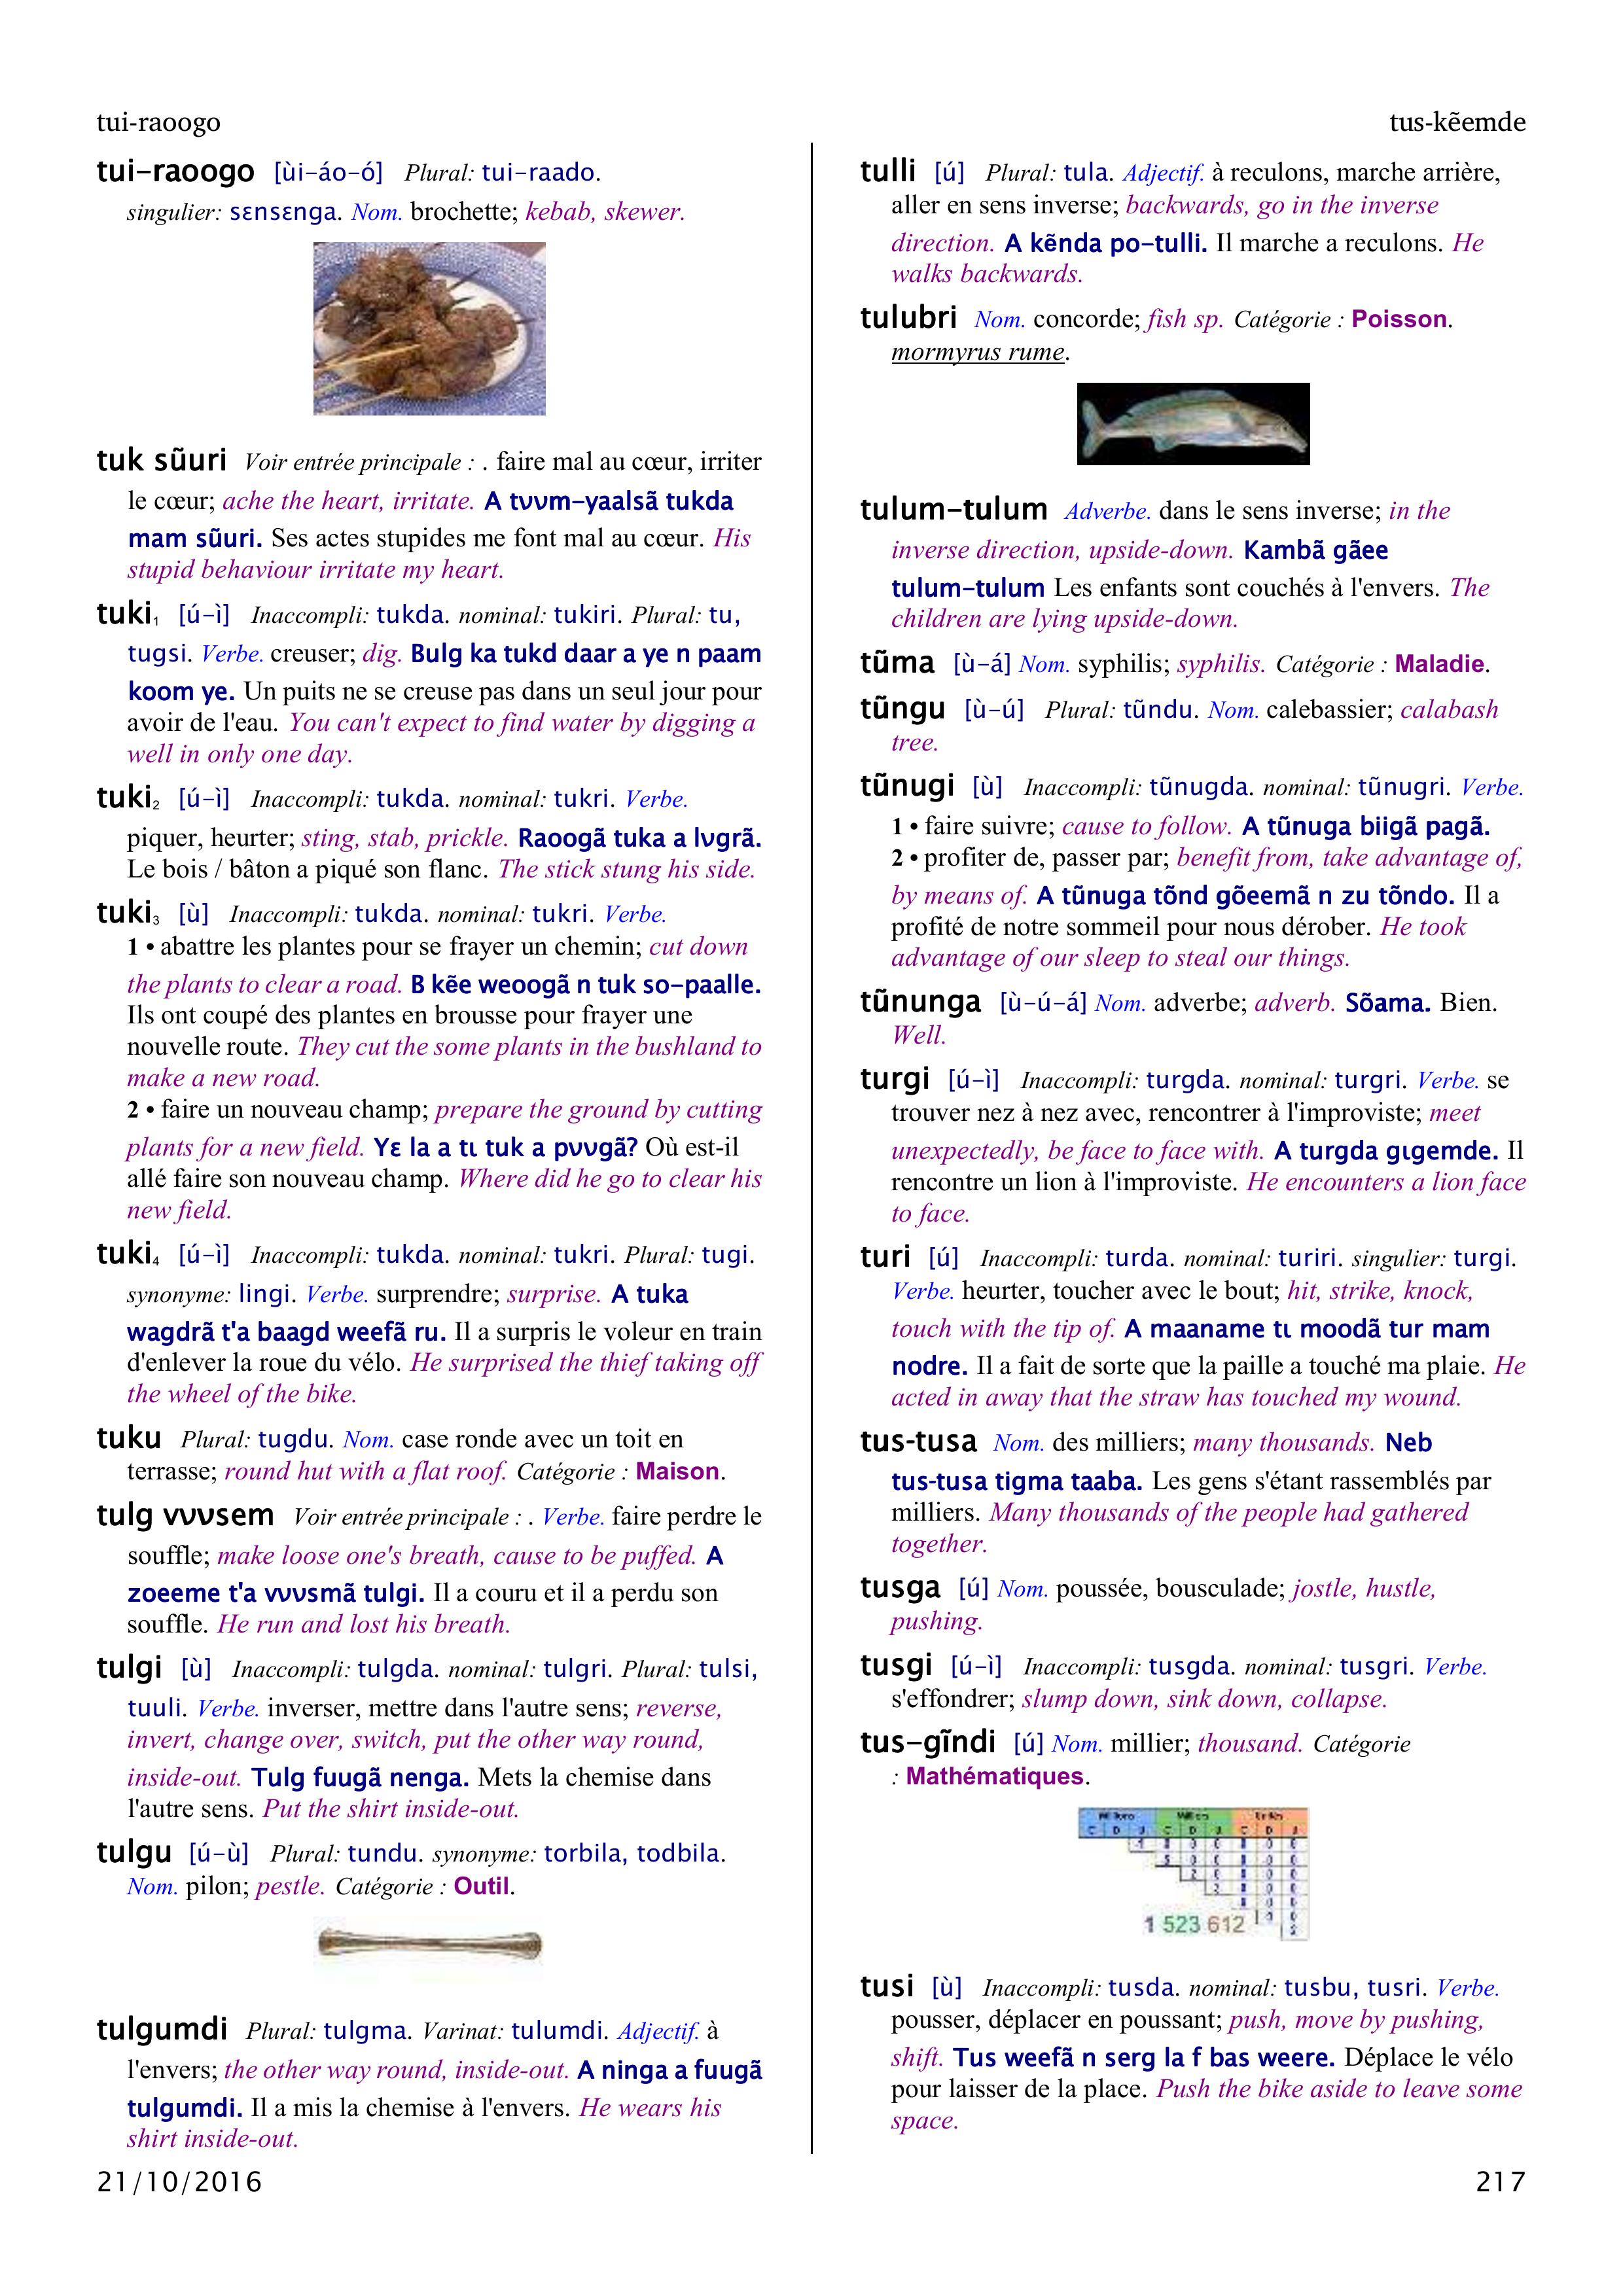 tui-raoogo
tus-kẽemde
tui–raoogo [ùi–áo–ó] Plural: tui–raado.
singulier: sɛnsɛnga. Nom. brochette; kebab, skewer.
tuk sũuri Voir entrée principale : . faire mal au cœur, irriter
le cœur; ache the heart, irritate. A tʋʋm–yaalsã tukda
mam sũuri. Ses actes stupides me font mal au cœur. His
stupid behaviour irritate my heart.
tuki₁ [ú–ì] Inaccompli: tukda. nominal: tukiri. Plural: tu,
tugsi. Verbe. creuser; dig. Bulg ka tukd daar a ye n paam
koom ye. Un puits ne se creuse pas dans un seul jour pour
avoir de l'eau. You can't expect to find water by digging a
well in only one day.
tuki₂ [ú–ì] Inaccompli: tukda. nominal: tukri. Verbe.
piquer, heurter; sting, stab, prickle. Raoogã tuka a lʋgrã.
Le bois / bâton a piqué son flanc. The stick stung his side.
tuki₃ [ù] Inaccompli: tukda. nominal: tukri. Verbe.
1 • abattre les plantes pour se frayer un chemin; cut down
the plants to clear a road. B kẽe weoogã n tuk so–paalle.
Ils ont coupé des plantes en brousse pour frayer une
nouvelle route. They cut the some plants in the bushland to
make a new road.
2 • faire un nouveau champ; prepare the ground by cutting
plants for a new field. Yɛ la a tɩ tuk a pʋʋgã? Où est-il
allé faire son nouveau champ. Where did he go to clear his
new field.
tuki₄ [ú–ì] Inaccompli: tukda. nominal: tukri. Plural: tugi.
synonyme: lingi. Verbe. surprendre; surprise. A tuka
wagdrã t'a baagd weefã ru. Il a surpris le voleur en train
d'enlever la roue du vélo. He surprised the thief taking off
the wheel of the bike.
tuku Plural: tugdu. Nom. case ronde avec un toit en
terrasse; round hut with a flat roof. Catégorie : Maison.
tulg vʋʋsem Voir entrée principale : . Verbe. faire perdre le
souffle; make loose one's breath, cause to be puffed. A
zoeeme t'a vʋʋsmã tulgi. Il a couru et il a perdu son
souffle. He run and lost his breath.
tulgi [ù] Inaccompli: tulgda. nominal: tulgri. Plural: tulsi,
tuuli. Verbe. inverser, mettre dans l'autre sens; reverse,
invert, change over, switch, put the other way round,
inside-out. Tulg fuugã nenga. Mets la chemise dans
l'autre sens. Put the shirt inside-out.
tulgu [ú–ù] Plural: tundu. synonyme: torbila, todbila.
Nom. pilon; pestle. Catégorie : Outil.
tulgumdi Plural: tulgma. Varinat: tulumdi. Adjectif. à
l'envers; the other way round, inside-out. A ninga a fuugã
tulgumdi. Il a mis la chemise à l'envers. He wears his
shirt inside-out.
tulli [ú] Plural: tula. Adjectif. à reculons, marche arrière,
aller en sens inverse; backwards, go in the inverse
direction. A kẽnda po–tulli. Il marche a reculons. He
walks backwards.
tulubri Nom. concorde; fish sp. Catégorie : Poisson.
mormyrus rume.
tulum–tulum Adverbe. dans le sens inverse; in the
inverse direction, upside-down. Kambã gãee
tulum–tulum Les enfants sont couchés à l'envers. The
children are lying upside-down.
tũma [ù–á] Nom. syphilis; syphilis. Catégorie : Maladie.
tũngu [ù–ú] Plural: tũndu. Nom. calebassier; calabash
tree.
tũnugi [ù] Inaccompli: tũnugda. nominal: tũnugri. Verbe.
1 • faire suivre; cause to follow. A tũnuga biigã pagã.
2 • profiter de, passer par; benefit from, take advantage of,
by means of. A tũnuga tõnd gõeemã n zu tõndo. Il a
profité de notre sommeil pour nous dérober. He took
advantage of our sleep to steal our things.
tũnunga [ù–ú–á] Nom. adverbe; adverb. Sõama. Bien.
Well.
turgi [ú–ì] Inaccompli: turgda. nominal: turgri. Verbe. se
trouver nez à nez avec, rencontrer à l'improviste; meet
unexpectedly, be face to face with. A turgda gɩgemde. Il
rencontre un lion à l'improviste. He encounters a lion face
to face.
turi [ú] Inaccompli: turda. nominal: turiri. singulier: turgi.
Verbe. heurter, toucher avec le bout; hit, strike, knock,
touch with the tip of. A maaname tɩ moodã tur mam
nodre. Il a fait de sorte que la paille a touché ma plaie. He
acted in away that the straw has touched my wound.
tus-tusa Nom. des milliers; many thousands. Neb
tus-tusa tigma taaba. Les gens s'étant rassemblés par
milliers. Many thousands of the people had gathered
together.
tusga [ú] Nom. poussée, bousculade; jostle, hustle,
pushing.
tusgi [ú–ì] Inaccompli: tusgda. nominal: tusgri. Verbe.
s'effondrer; slump down, sink down, collapse.
tus–gĩndi [ú] Nom. millier; thousand. Catégorie
: Mathématiques.
1 523 612
tusi [ù] Inaccompli: tusda. nominal: tusbu, tusri. Verbe.
pousser, déplacer en poussant; push, move by pushing,
shift. Tus weefã n serg la f bas weere. Déplace le vélo
pour laisser de la place. Push the bike aside to leave some
space.
21/10/2016
217